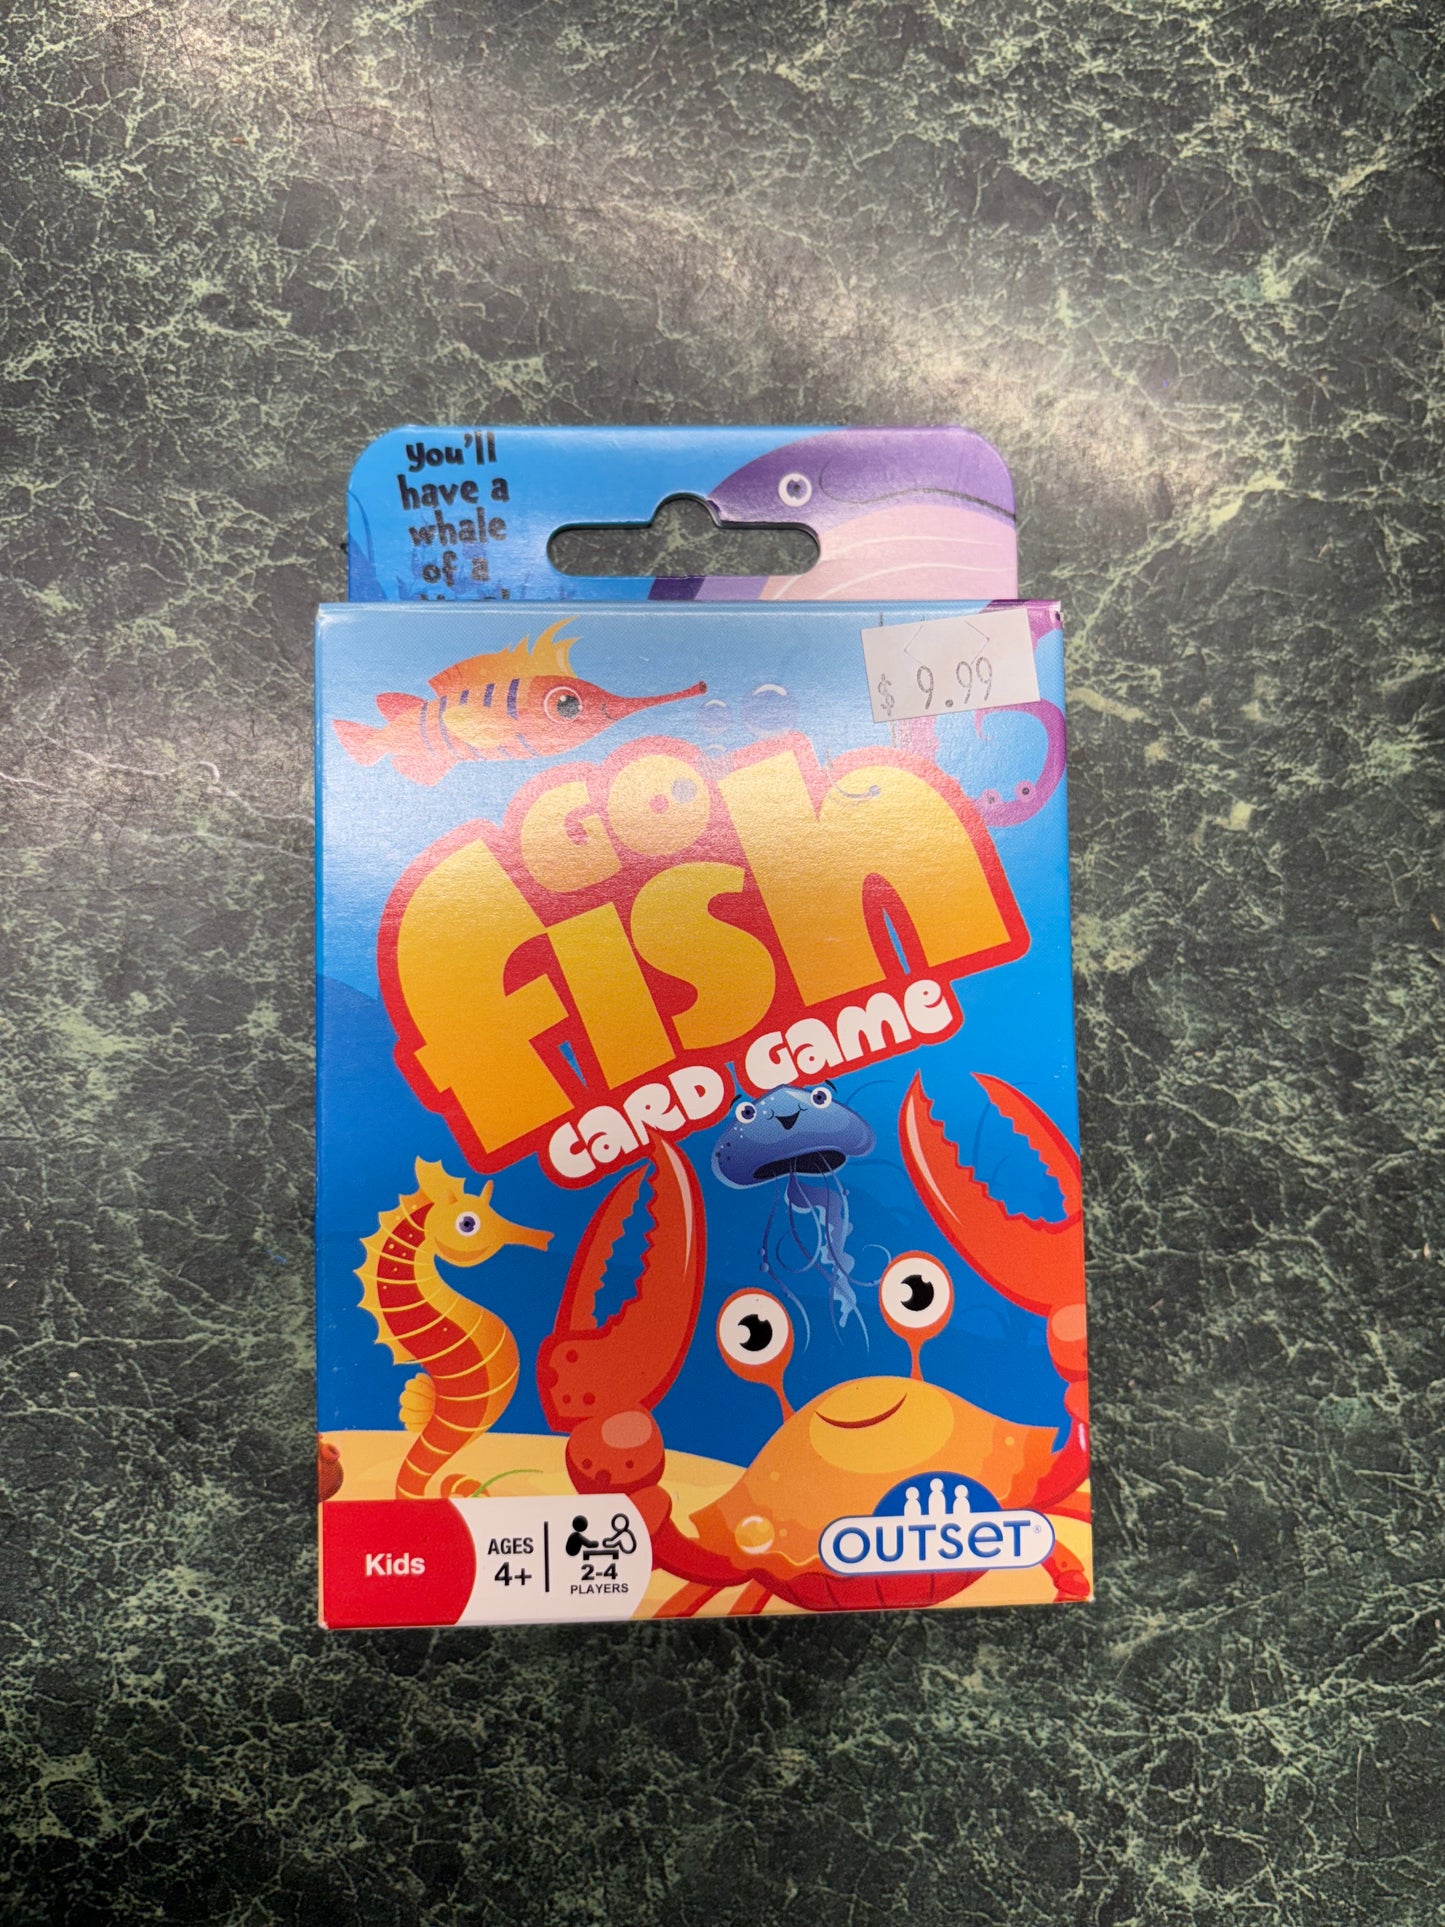 You'll
have a
whale
of a
$ 9.99
GO
fish
CARD GAME
Kids
AGES
4+
2-4
PLAYERS
OUTSET®